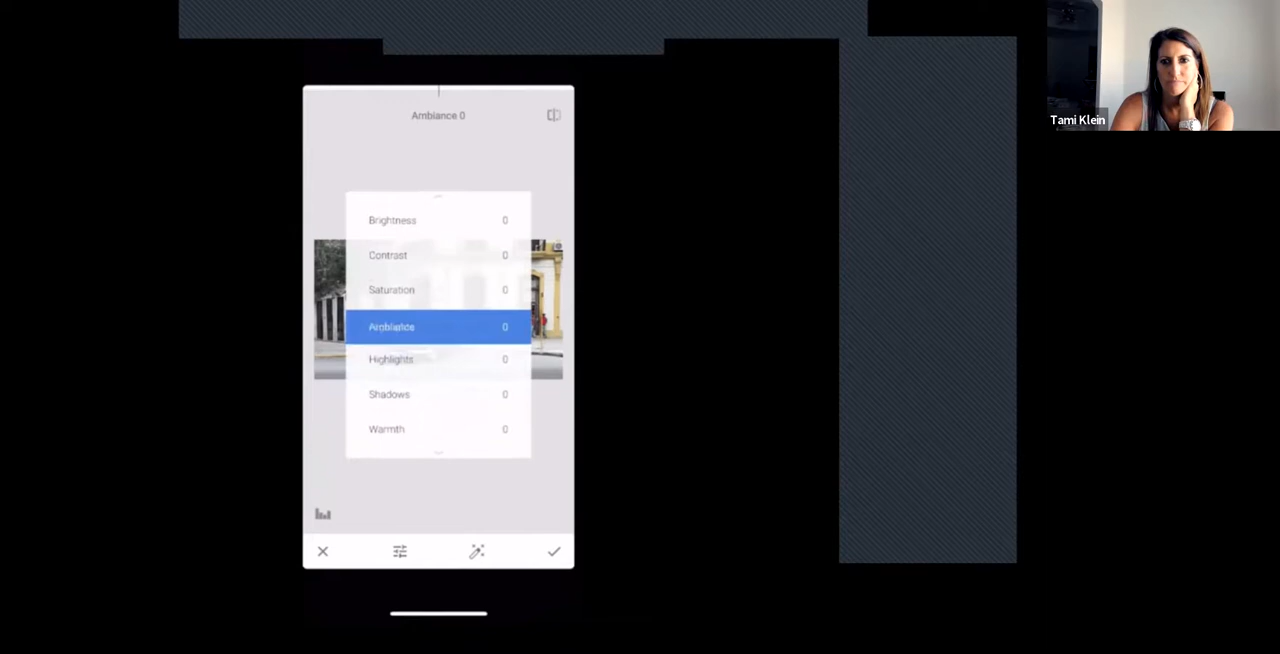 Ambiance 0
Brightness 0
Contrast 0
Saturation 0
Ambiance 0
Highlights 0
Shadows 0
Warmth 0
Tami Klein